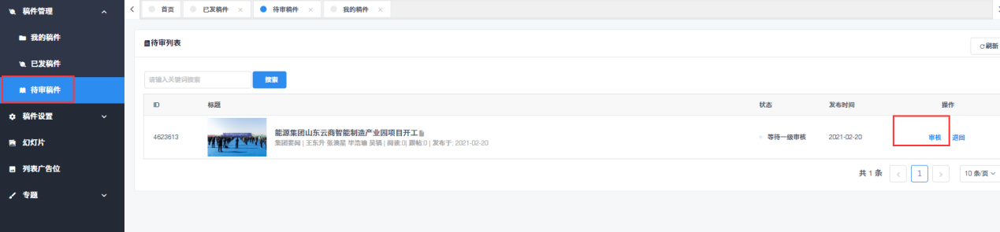 稿件管理
首页
已发稿件
待审稿件
我的稿件
我的稿件
已发稿件
待审稿件
稿件设置
幻灯片
列表广告位
专题
待审列表
刷新
请输入关键词搜索
搜索
ID 标题 状态 发布时间 操作
4623613
能源集团山东云商智能制造产业园项目开工
集团要闻 | 王东升 张澳星 毕浩瑜 吴镇 | 阅读:0| 跟帖:0 | 发布于: 2021-02-20
等待一级审核
2021-02-20
审核 退回
共 1 条
1
10 条/页